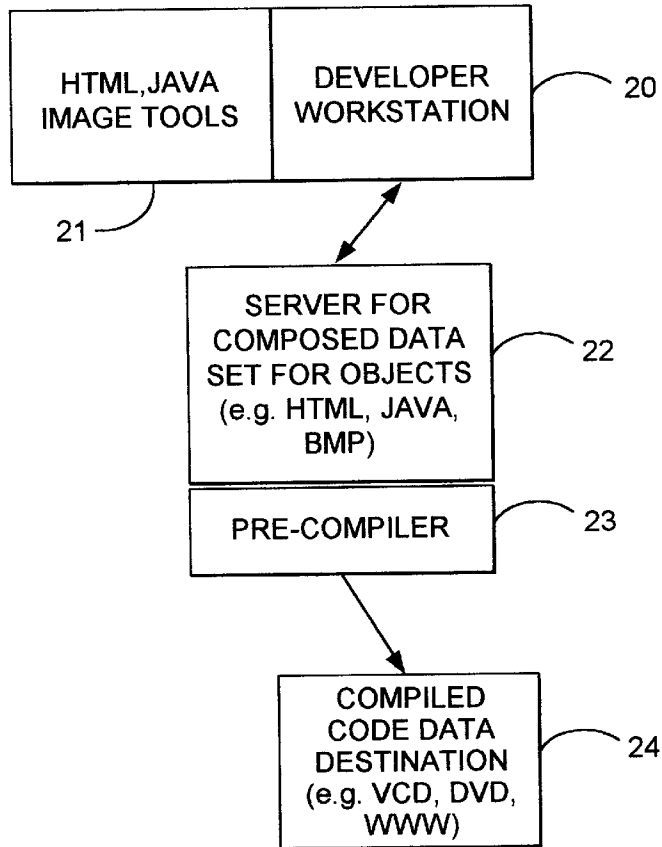 HTML,JAVA
IMAGE TOOLS
DEVELOPER
WORKSTATION
20
21
SERVER FOR
COMPOSED DATA
SET FOR OBJECTS
(e.g. HTML, JAVA,
BMP)
22
PRE-COMPILER
23
COMPILED
CODE DATA
DESTINATION
(e.g. VCD, DVD,
WWW)
24